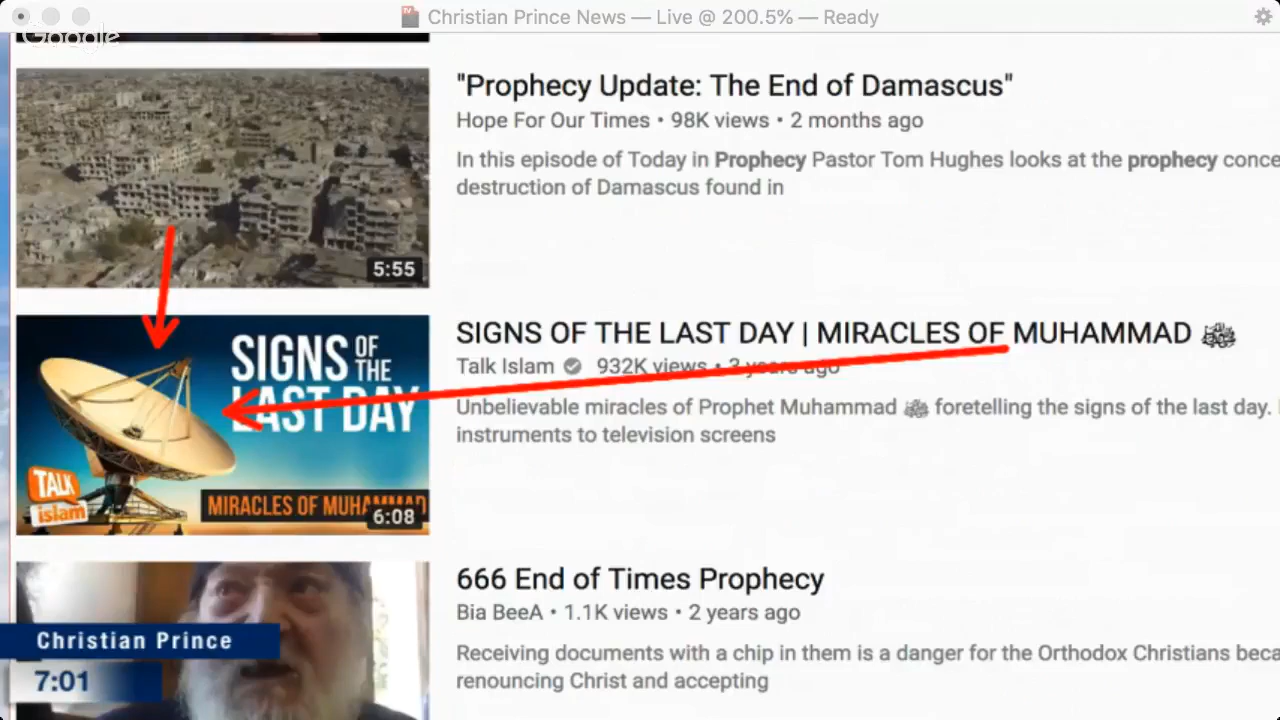 Christian Prince News — Live @ 200.5% — Ready
Google
"Prophecy Update: The End of Damascus"
Hope For Our Times • 98K views • 2 months ago
In this episode of Today in Prophecy Pastor Tom Hughes looks at the prophecy conce
destruction of Damascus found in
5:55
SIGNS OF THE LAST DAY | MIRACLES OF MUHAMMAD ﷺ
Talk Islam 932K views • 3 years ago
Unbelievable miracles of Prophet Muhammad ﷺ foretelling the signs of the last day.
instruments to television screens
SIGNS OF THE
LAST DAY
TALK
islam
MIRACLES OF MUHAMMAD
6:08
666 End of Times Prophecy
Bia BeeA • 1.1K views • 2 years ago
Receiving documents with a chip in them is a danger for the Orthodox Christians beca
renouncing Christ and accepting
Christian Prince
7:01